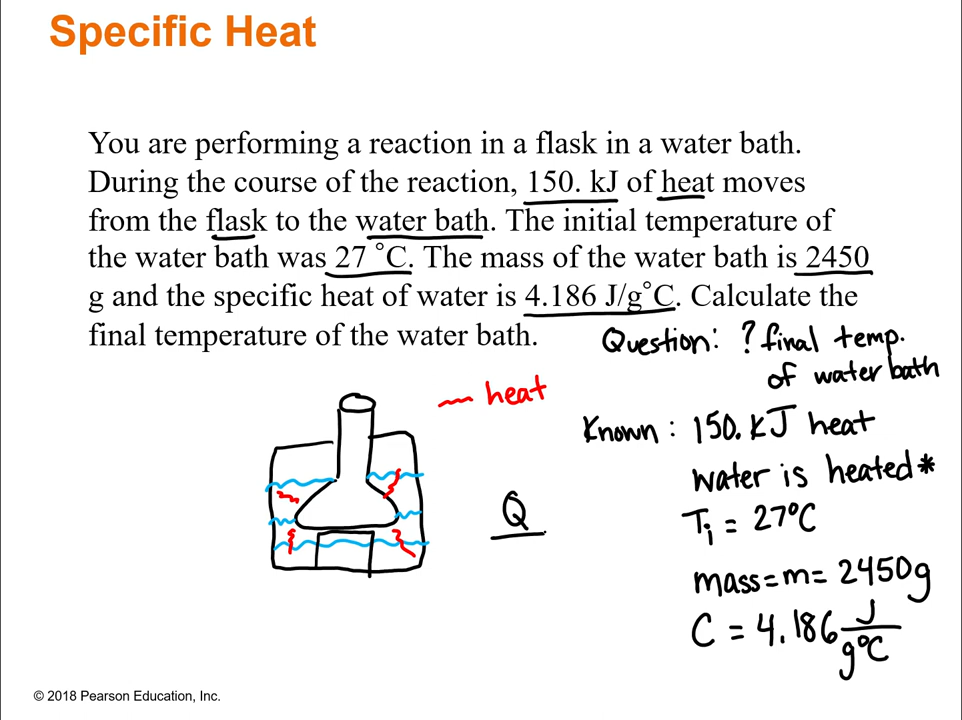 Specific Heat
You are performing a reaction in a flask in a water bath.
During the course of the reaction, 150. kJ of heat moves
from the flask to the water bath. The initial temperature of
the water bath was 27 ˚C. The mass of the water bath is 2450
g and the specific heat of water is 4.186 J/g˚C. Calculate the
final temperature of the water bath.
Question: ? final temp.
of water bath
~ heat
Known: 150. kJ heat
water is heated*
Q
Ti = 27°C
mass = m = 2450g
C = 4.186 J/g°C
© 2018 Pearson Education, Inc.